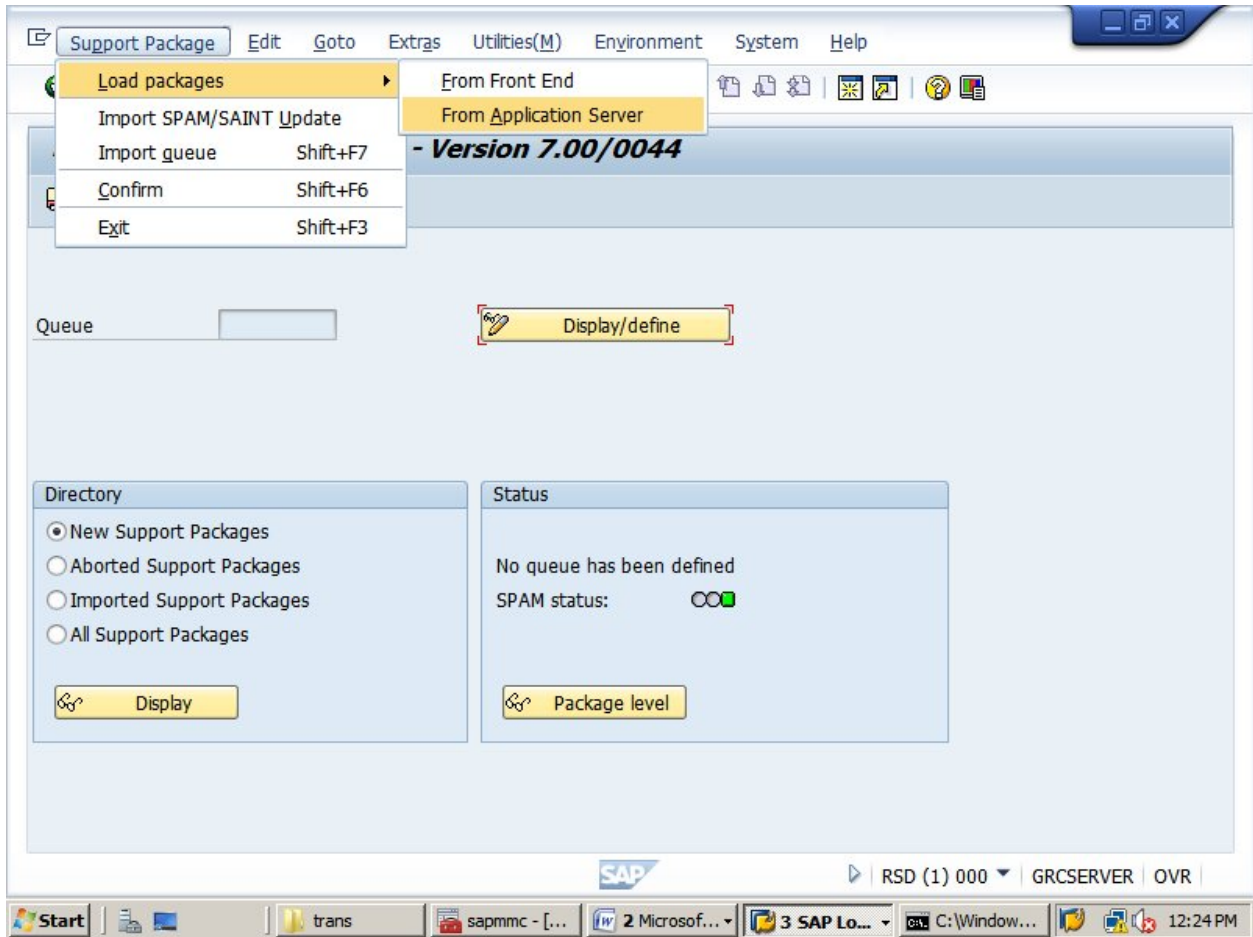 Support Package Edit Goto Extras Utilities(M) Environment System Help
Load packages
From Front End
From Application Server
Import SPAM/SAINT Update
Import queue Shift+F7
Confirm Shift+F6
Exit Shift+F3
- Version 7.00/0044
Queue
Display/define
Directory
New Support Packages
Aborted Support Packages
Imported Support Packages
All Support Packages
Display
Status
No queue has been defined
SPAM status:
Package level
SAP
RSD (1) 000 GRCSERVER OVR
Start trans sapmmc - [... 2 Microsof... 3 SAP Lo... C:\Window... 12:24 PM